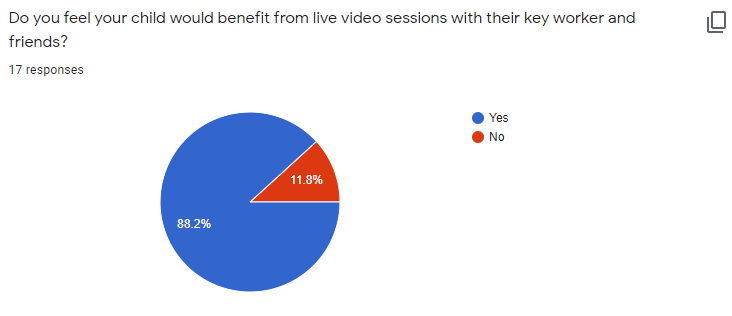 Do you feel your child would benefit from live video sessions with their key worker and
friends?
17 responses
Yes
No
11.8%
88.2%